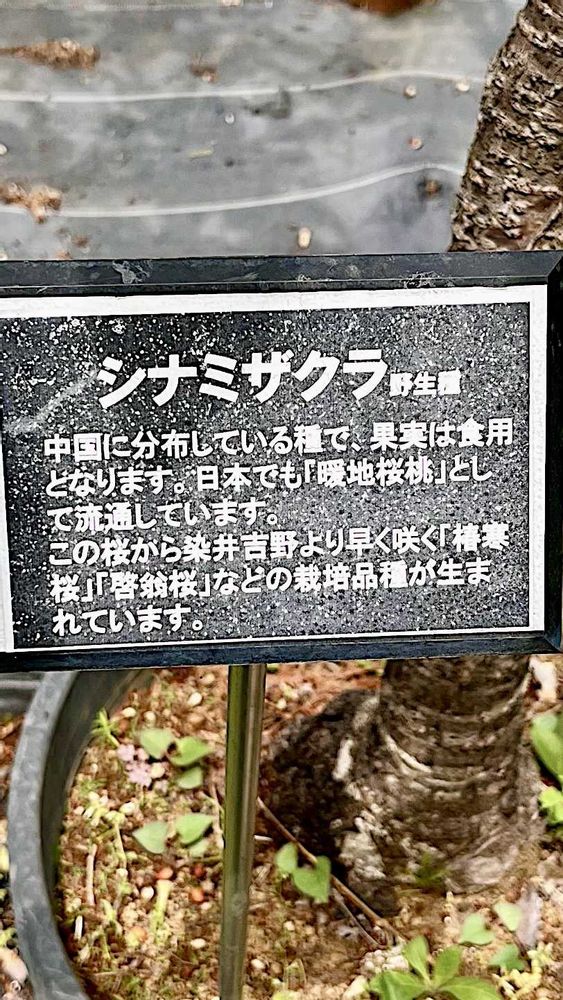 シナミザクラ 野生種
中国に分布している種で、果実は食用
となります。日本でも「暖地桜桃」とし
て流通しています。
この桜から染井吉野より早く咲く「椿寒
桜」「啓翁桜」などの栽培品種が生ま
れています。